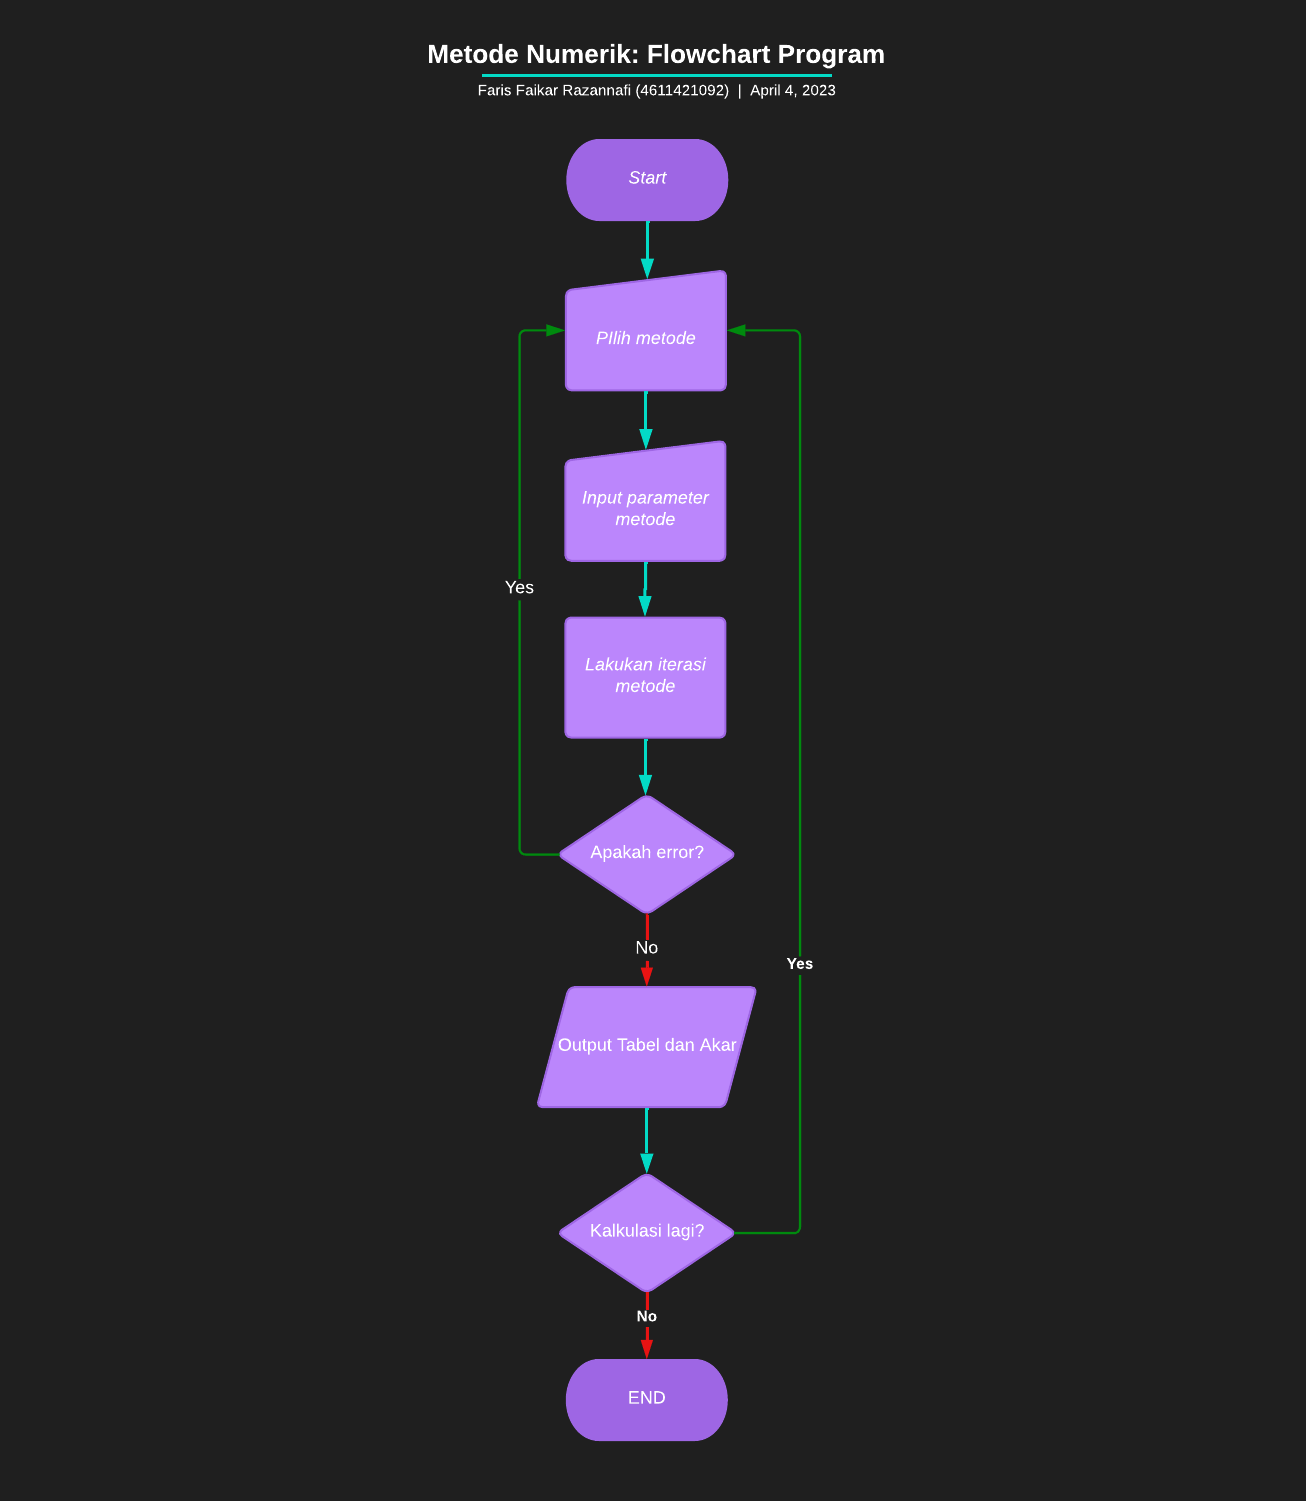 Metode Numerik: Flowchart Program
Faris Faikar Razannafi (4611421092) | April 4, 2023
Start
PIlih metode
Input parameter
metode
Yes
Lakukan iterasi
metode
Apakah error?
No
Yes
Output Tabel dan Akar
Kalkulasi lagi?
No
END